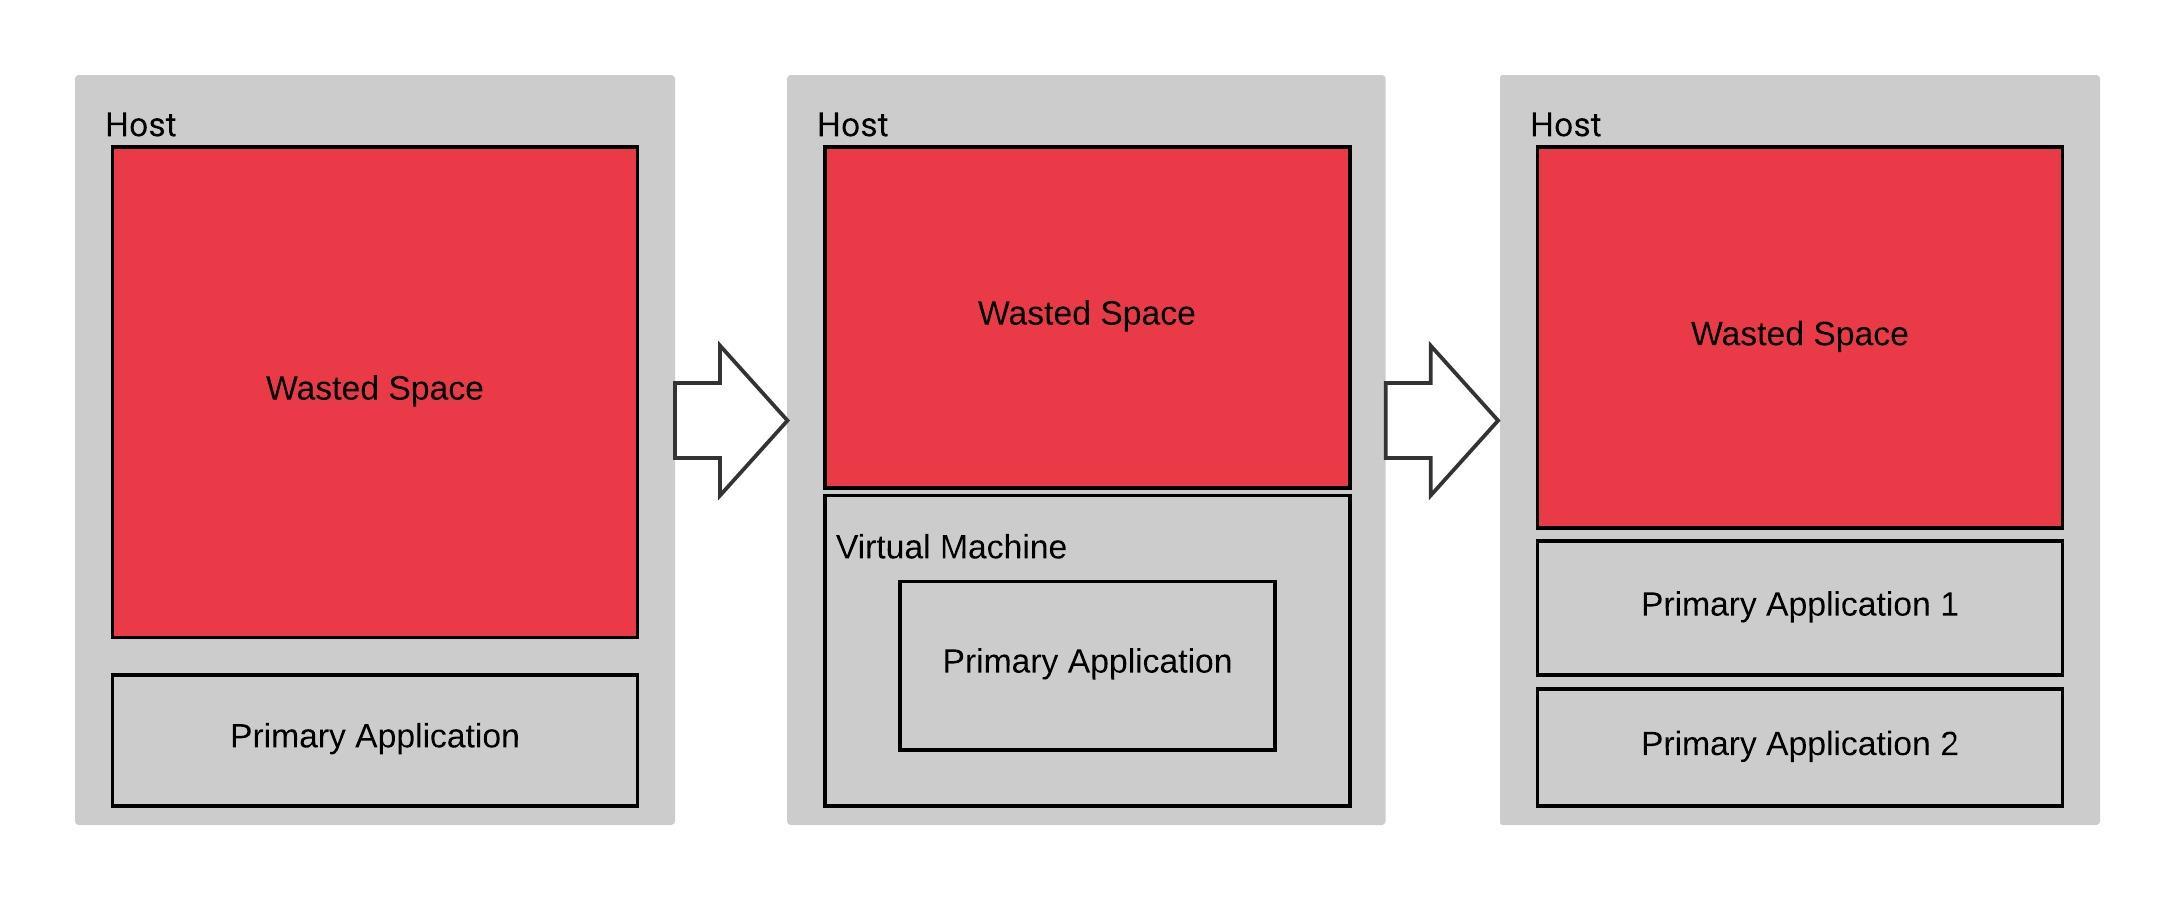 Host
Wasted Space
Primary Application
Host
Wasted Space
Virtual Machine
Primary Application
Host
Wasted Space
Primary Application 1
Primary Application 2